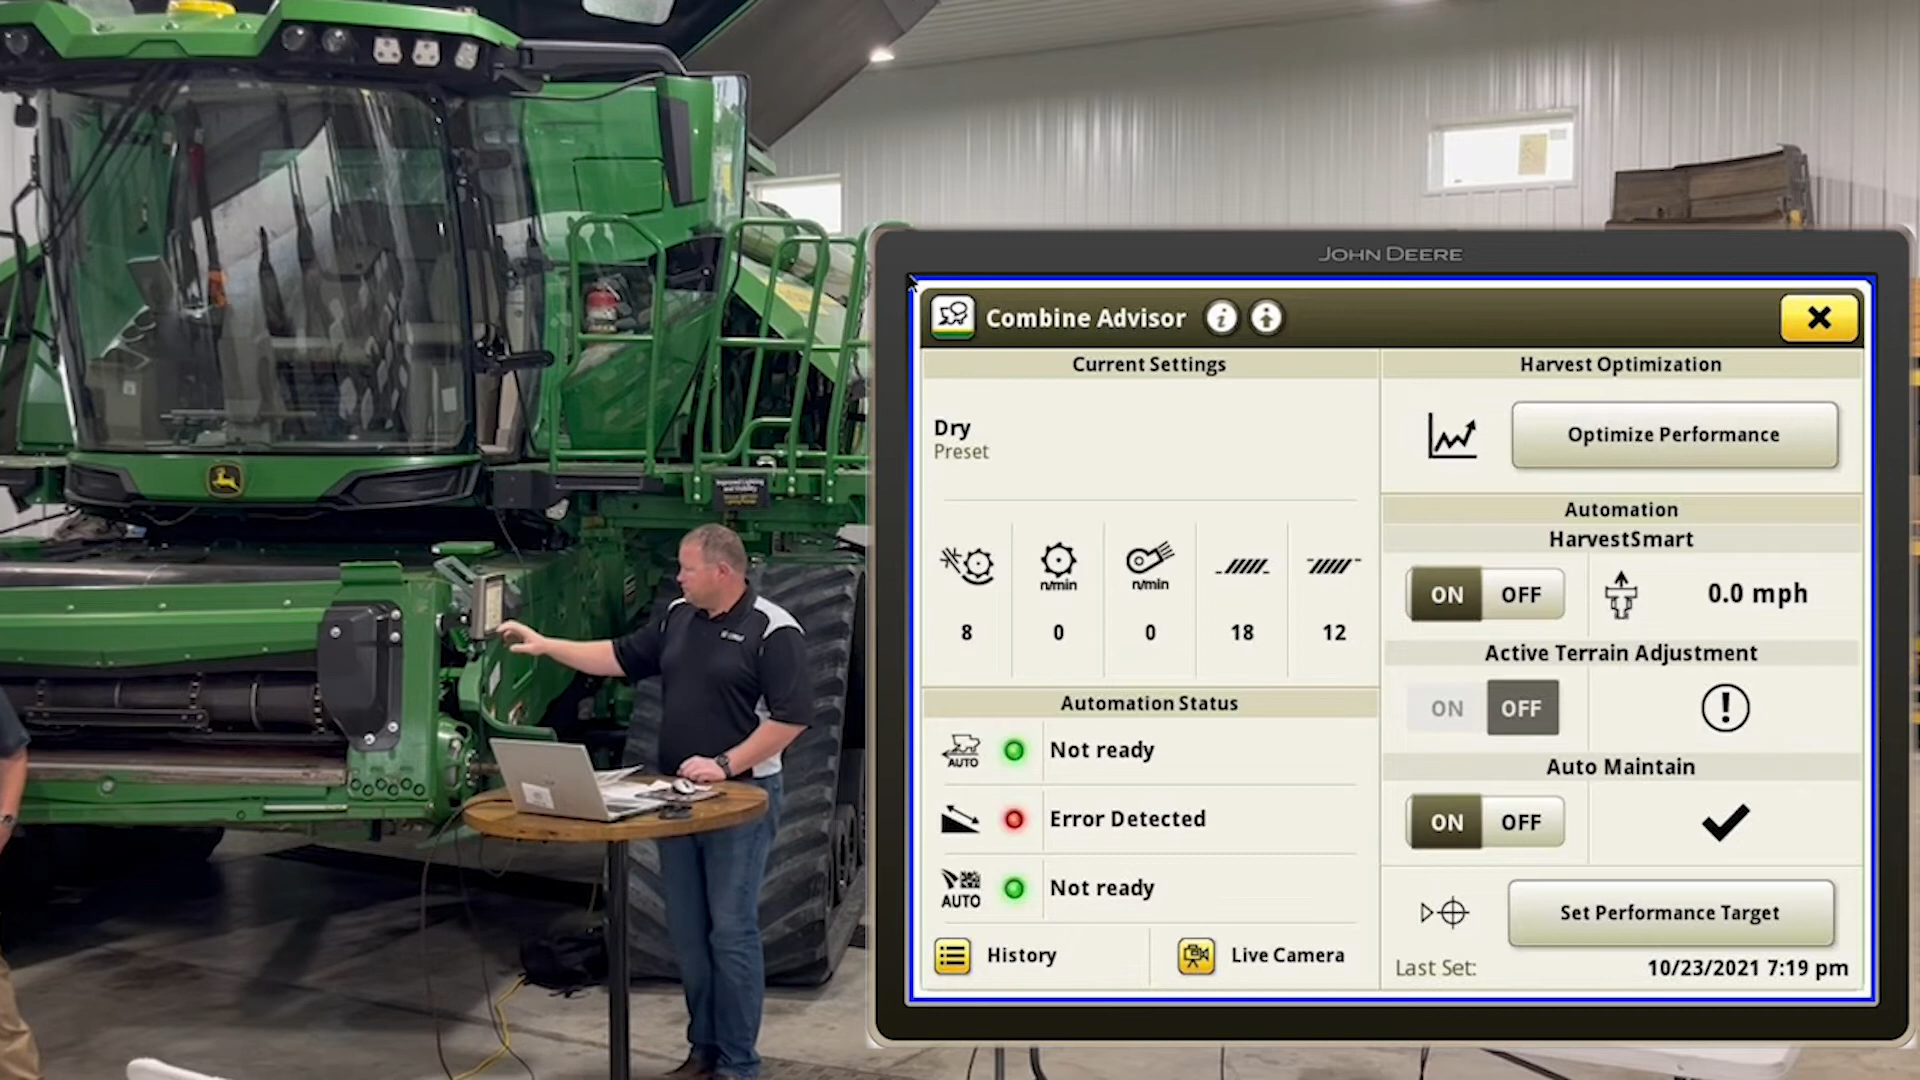 JOHN DEERE
Combine Advisor
Current Settings
Dry
Preset
n/min
n/min
8
0
0
18
12
Automation Status
AUTO
Not ready
Error Detected
AUTO
Not ready
History
Live Camera
Harvest Optimization
Optimize Performance
Automation
HarvestSmart
ON
OFF
0.0 mph
Active Terrain Adjustment
ON
OFF
Auto Maintain
ON
OFF
Set Performance Target
Last Set:
10/23/2021 7:19 pm